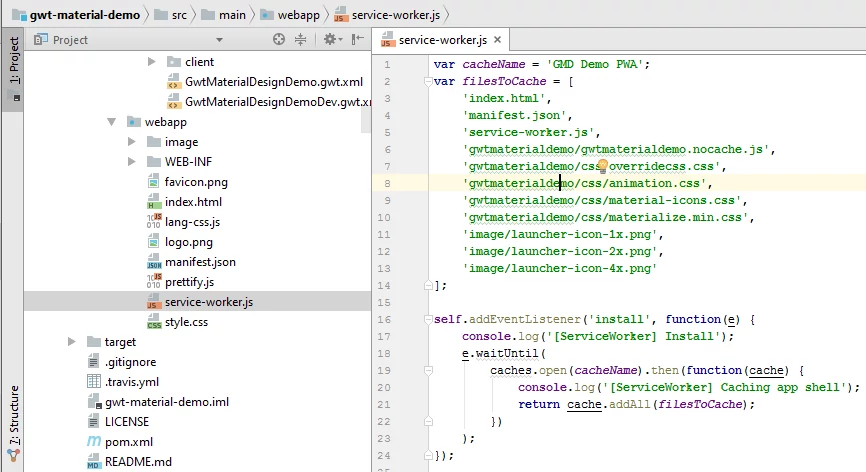 gwt-material-demo src main webapp service-worker.js
1: Project
7: Structure
Project
client
GwtMaterialDesignDemo.gwt.xml
GwtMaterialDesignDemoDev.gwt.xm
webapp
image
WEB-INF
favicon.png
index.html
lang-css.js
logo.png
manifest.json
prettify.js
service-worker.js
style.css
target
.gitignore
.travis.yml
gwt-material-demo.iml
LICENSE
pom.xml
README.md
service-worker.js
1 var cacheName = 'GMD Demo PWA';
2 var filesToCache = [
3 'index.html',
4 'manifest.json',
5 'service-worker.js',
6 'gwtmaterialdemo/gwtmaterialdemo.nocache.js',
7 'gwtmaterialdemo/css/overridecss.css',
8 'gwtmaterialdemo/css/animation.css',
9 'gwtmaterialdemo/css/material-icons.css',
10 'gwtmaterialdemo/css/materialize.min.css',
11 'image/launcher-icon-1x.png',
12 'image/launcher-icon-2x.png',
13 'image/launcher-icon-4x.png'
14 ];
15
16 self.addEventListener('install', function(e) {
17 console.log('[ServiceWorker] Install');
18 e.waitUntil(
19 caches.open(cacheName).then(function(cache) {
20 console.log('[ServiceWorker] Caching app shell');
21 return cache.addAll(filesToCache);
22 })
23 );
24 });